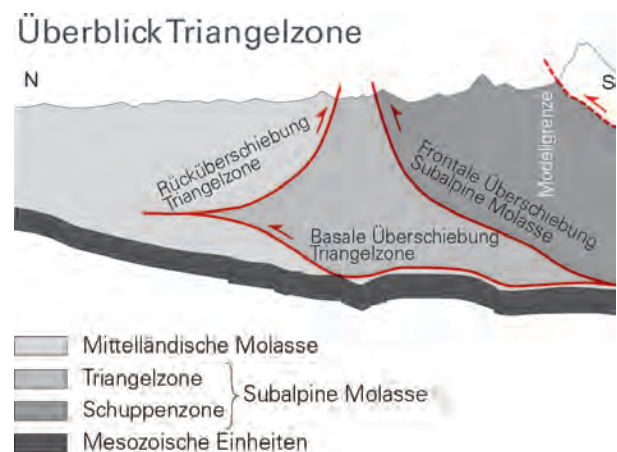 Überblick Triangelzone
N
S
Rücküberschiebung
Triangelzone
Frontale Überschiebung
Subalpine Molasse
Modellgrenze
Basale Überschiebung
Triangelzone
Mittelländische Molasse
Triangelzone
Schuppenzone
Subalpine Molasse
Mesozoische Einheiten